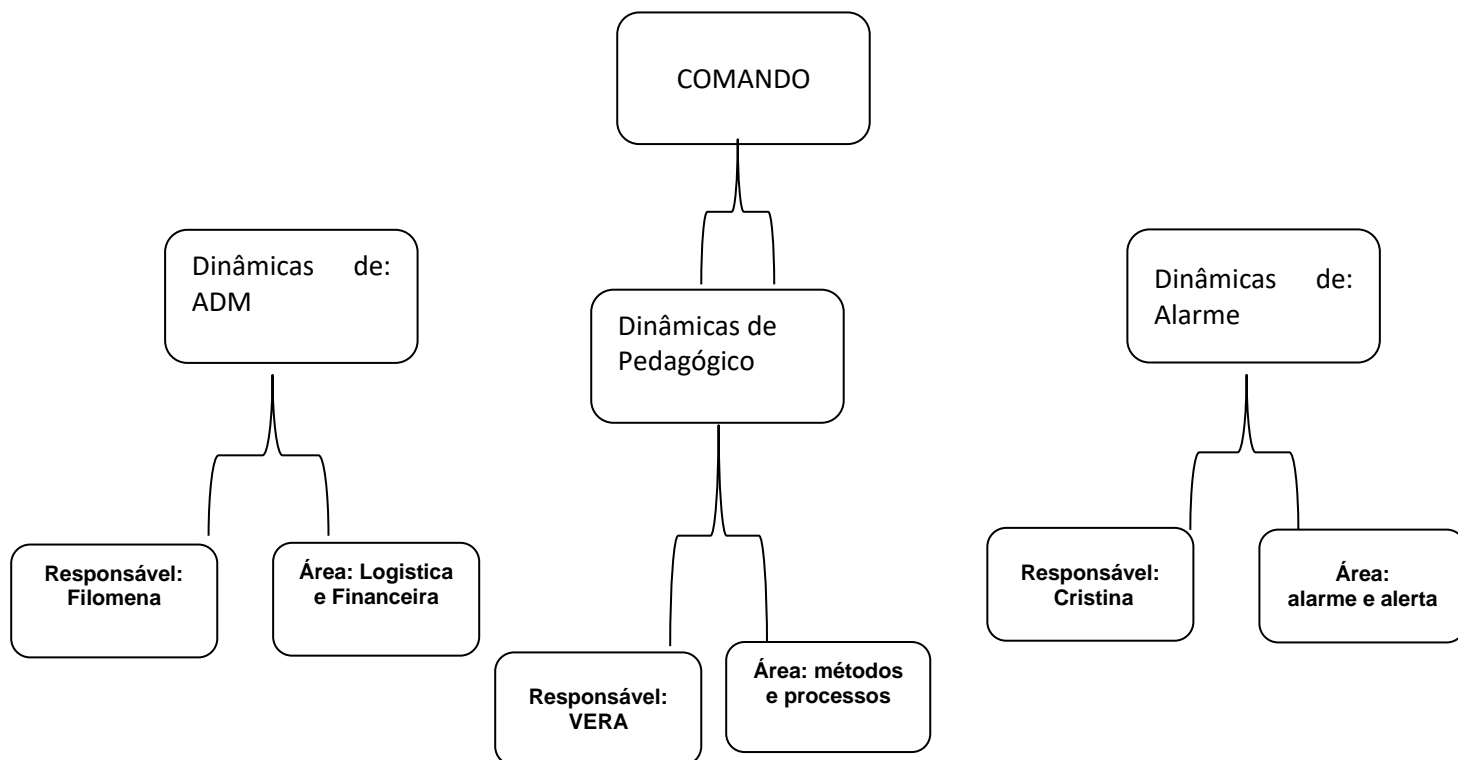 COMANDO
Dinâmicas de:
ADM
Dinâmicas de
Pedagógico
Dinâmicas de:
Alarme
Responsável:
Filomena
Área: Logistica
e Financeira
Responsável:
VERA
Área: métodos
e processos
Responsável:
Cristina
Área:
alarme e alerta